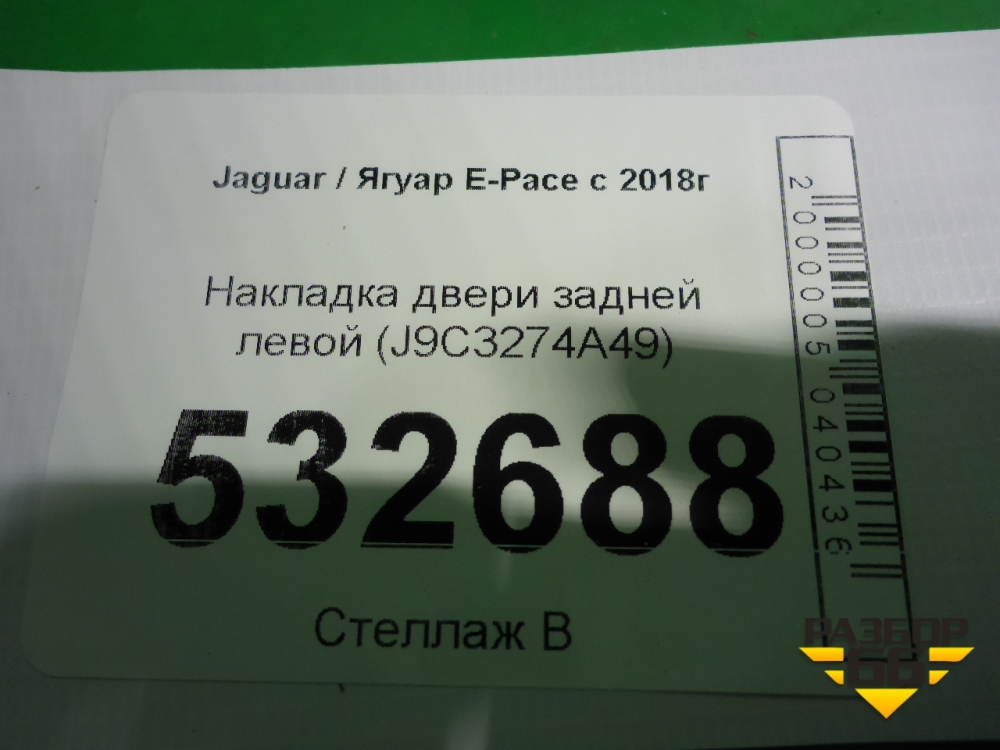 Jaguar / Ягуар E-Pace с 2018г
Накладка двери задней
левой (J9C3274A49)
532688
Стеллаж В
2000005040436
РАЗБОР
66